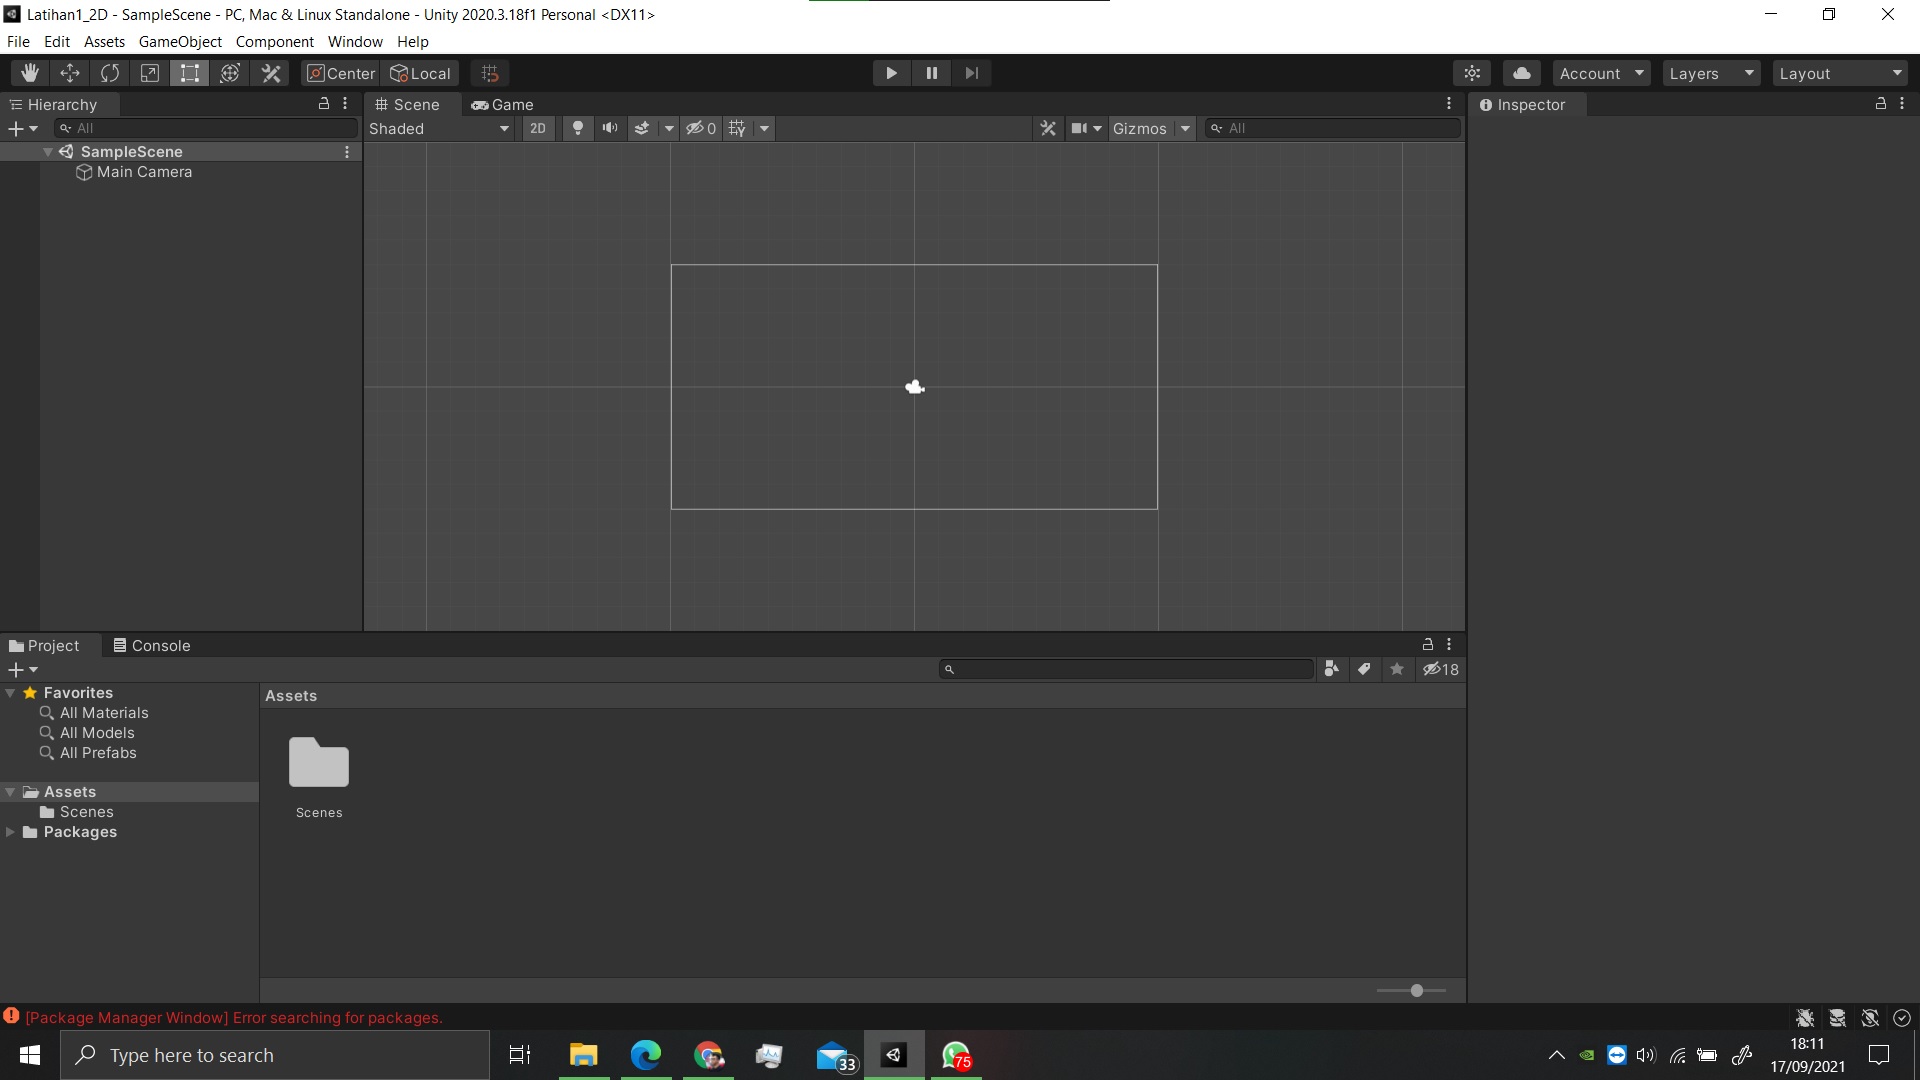 Latihan1_2D - SampleScene - PC, Mac & Linux Standalone - Unity 2020.3.18f1 Personal <DX11>
File Edit Assets GameObject Component Window Help
Center Local Account Layers Layout
Hierarchy Scene Game Inspector
All Shaded 2D 0 Gizmos All
SampleScene
Main Camera
Project Console
18
Favorites Assets
All Materials
All Models
All Prefabs
Assets
Scenes Scenes
Packages
[Package Manager Window] Error searching for packages.
Type here to search 33 75 18:11
17/09/2021